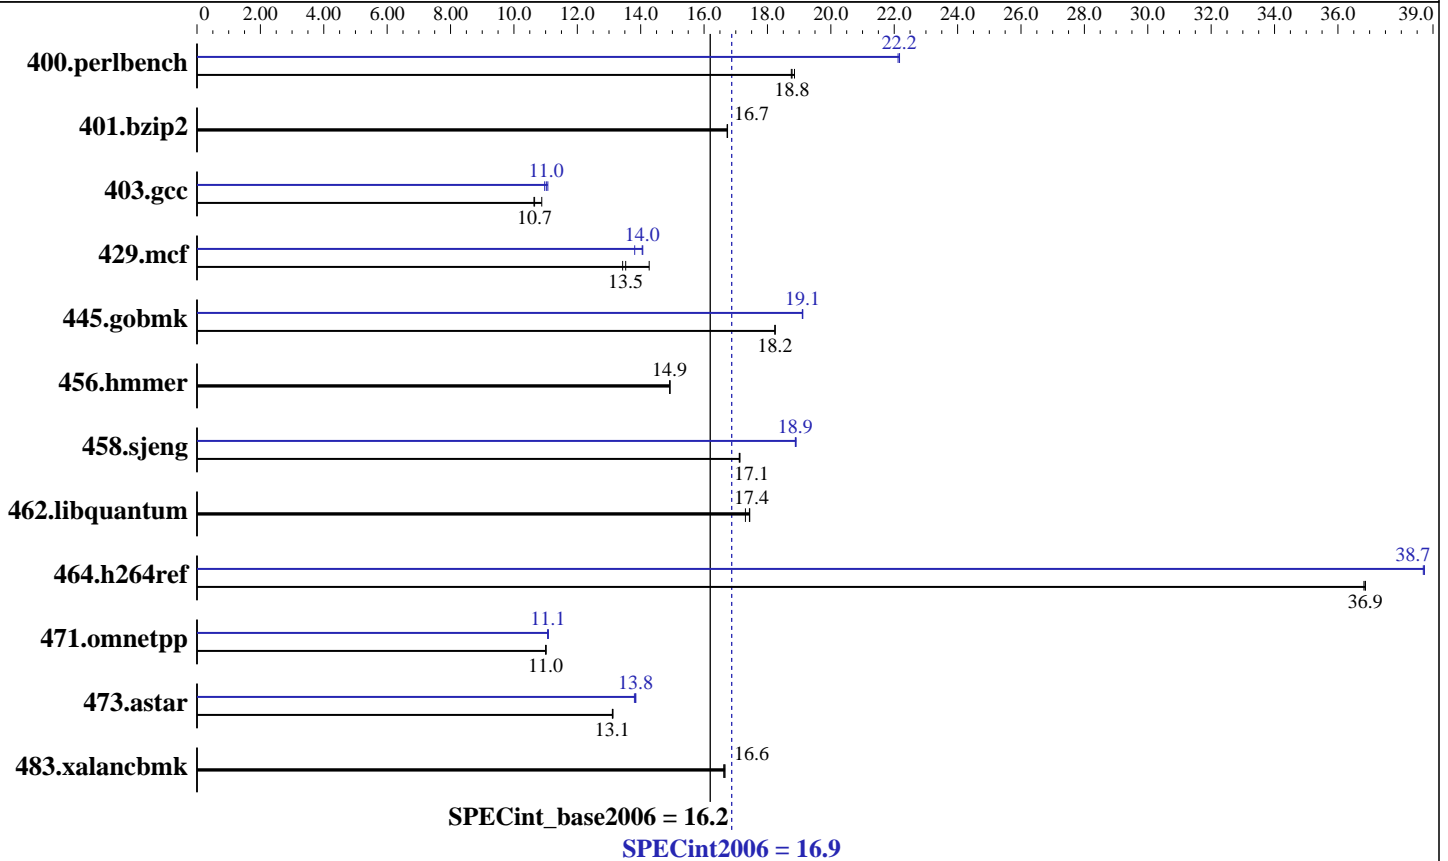 0 2.00 4.00 6.00 8.00 10.0 12.0 14.0 16.0 18.0 20.0 22.0 24.0 26.0 28.0 30.0 32.0 34.0 36.0 39.0
22.2
400.perlbench
18.8
16.7
401.bzip2
11.0
403.gcc
10.7
14.0
429.mcf
13.5
19.1
445.gobmk
18.2
14.9
456.hmmer
18.9
458.sjeng
17.1
17.4
462.libquantum
38.7
464.h264ref
36.9
11.1
471.omnetpp
11.0
13.8
473.astar
13.1
16.6
483.xalancbmk
SPECint_base2006 = 16.2
SPECint2006 = 16.9